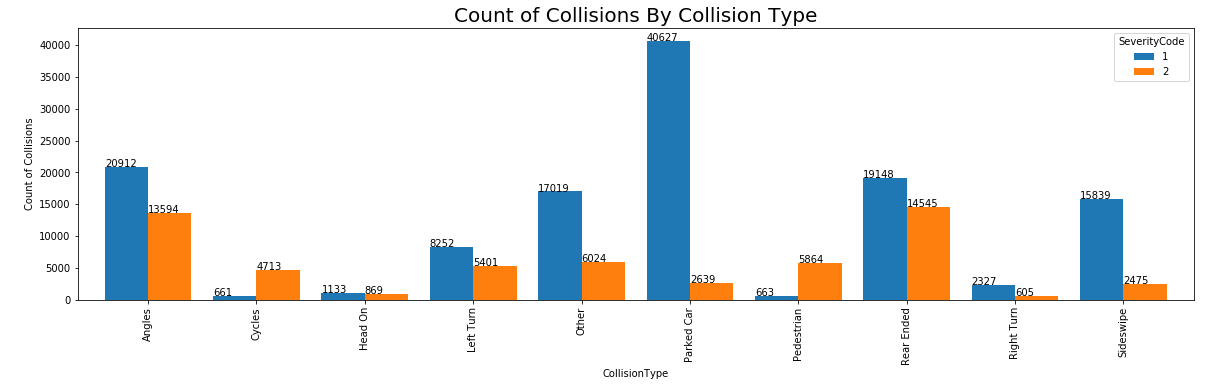 Count of Collisions By Collision Type
SeverityCode
1
2
Count of Collisions
40000
35000
30000
25000
20000
15000
10000
5000
0
20912
13594
661
4713
1133
869
8252
5401
17019
6024
40627
2639
663
5864
19148
14545
2327
605
15839
2475
Angles
Cycles
Head On
Left Turn
Other
Parked Car
Pedestrian
Rear Ended
Right Turn
Sideswipe
CollisionType